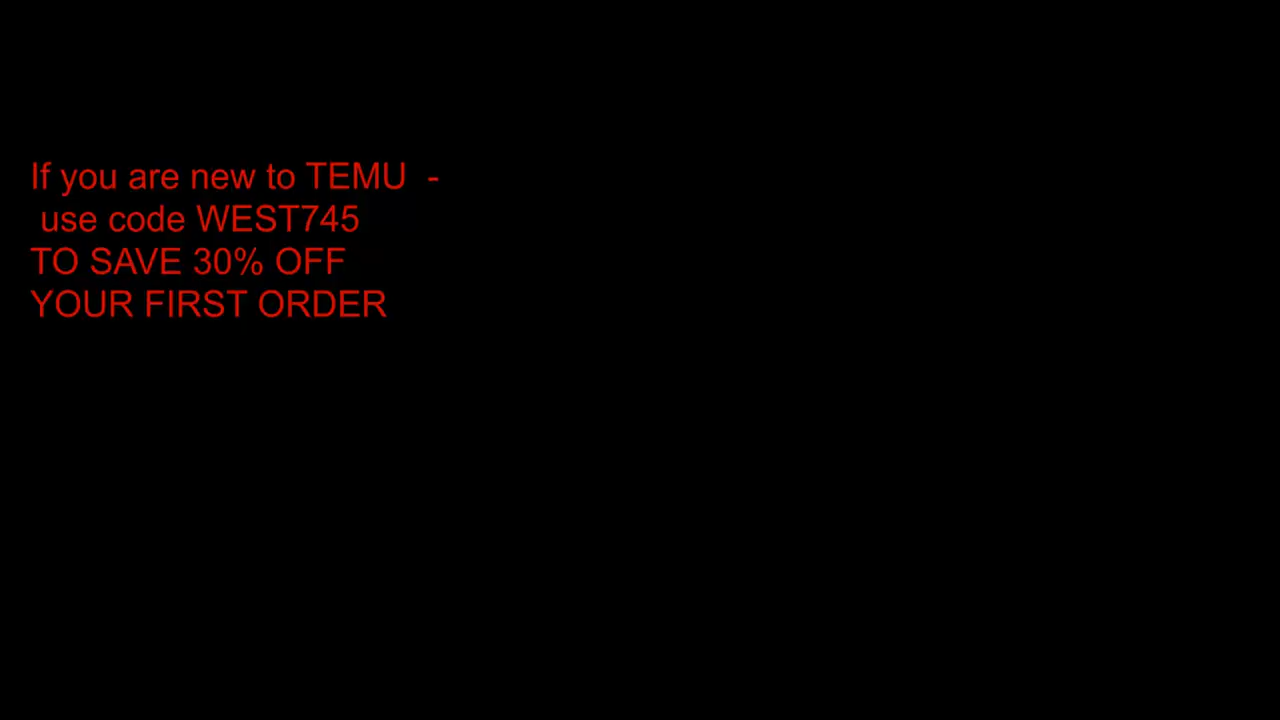 If you are new to TEMU  -
use code WEST745
TO SAVE 30% OFF
YOUR FIRST ORDER